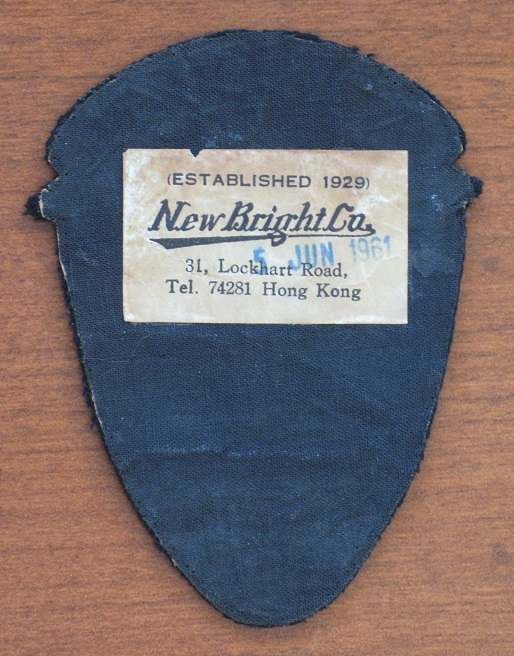 (ESTABLISHED 1929)
New Bright Co.
5 JUN 1961
31, Lockhart Road,
Tel. 74281 Hong Kong